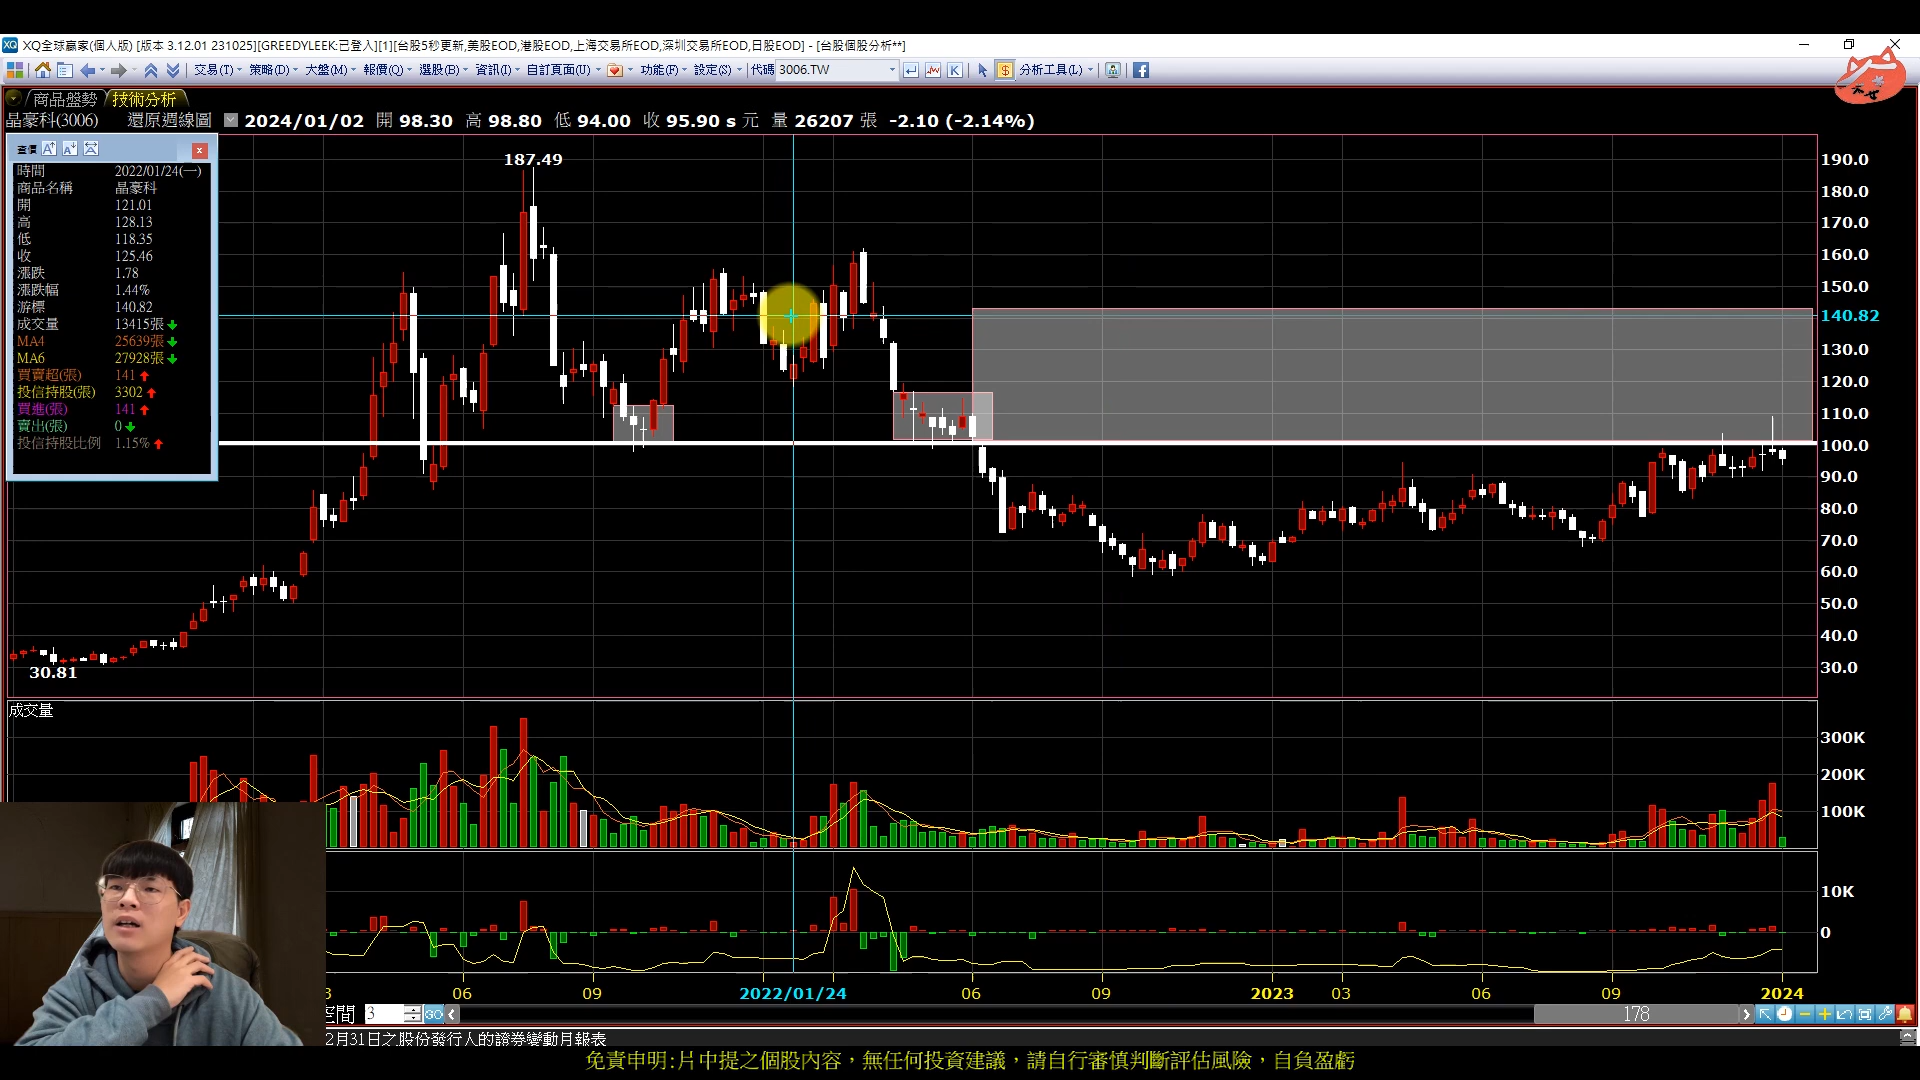 XQ全球贏家(個人版) [版本 3.12.01 231025][GREEDYLEEK:已登入][1][台股5秒更新,美股EOD,港股EOD,上海交易所EOD,深圳交易所EOD,日股EOD] - [台股個股分析**]
交易(T) 策略(D) 大盤(M) 報價(Q) 選股(B) 資訊(I) 自訂頁面(U) 功能(F) 設定(S) 代碼 3006.TW K $ 分析工具(L)
商品盤勢 技術分析
晶豪科(3006) 還原週線圖 2024/01/02 開 98.30 高 98.80 低 94.00 收 95.90 s 元 量 26207 張 -2.10 (-2.14%)
查價
時間 2022/01/24(一)
商品名稱 晶豪科
開 121.01
高 128.13
低 118.35
收 125.46
漲跌 1.78
漲跌幅 1.44%
游標 140.82
成交量 13415張
MA4 25639張
MA6 27928張
買賣超(張) 141
投信持股(張) 3302
買進(張) 141
賣出(張) 0
投信持股比例 1.15%
187.49
30.81
190.0
180.0
170.0
160.0
150.0
140.82
130.0
120.0
110.0
100.0
90.0
80.0
70.0
60.0
50.0
40.0
30.0
成交量
300K
200K
100K
10K
0
06 09 2022/01/24 06 09 2023 03 06 09 2024
空間 3 GO 178
2月31日之股份發行人的證券變動月報表
免責申明:片中提之個股內容，無任何投資建議，請自行審慎判斷評估風險，自負盈虧